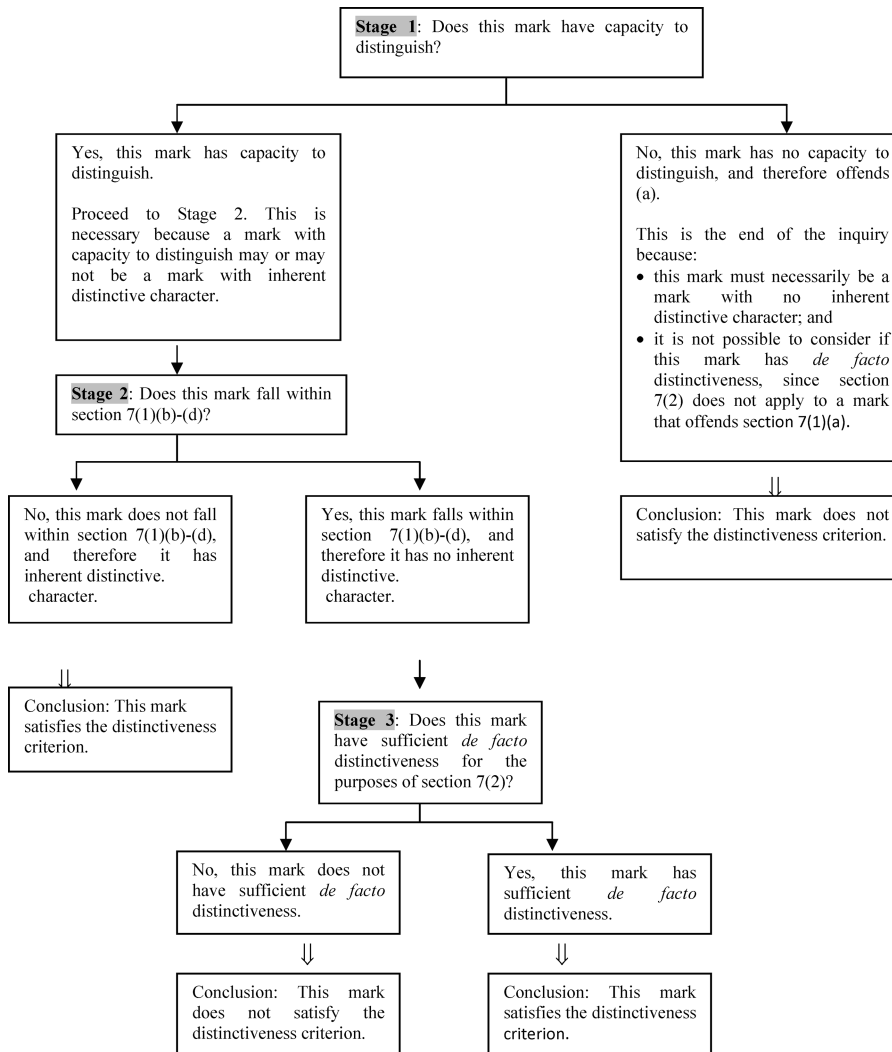 Stage 1: Does this mark have capacity to
distinguish?
Yes, this mark has capacity to
distinguish.
Proceed to Stage 2. This is
necessary because a mark with
capacity to distinguish may or may
not be a mark with inherent
distinctive character.
No, this mark has no capacity to
distinguish, and therefore offends
(a).
This is the end of the inquiry
because:
• this mark must necessarily be a
mark with no inherent
distinctive character; and
• it is not possible to consider if
this mark has de facto
distinctiveness, since section
7(2) does not apply to a mark
that offends section 7(1)(a).
Stage 2: Does this mark fall within
section 7(1)(b)-(d)?
No, this mark does not fall
within section 7(1)(b)-(d),
and therefore it has
inherent distinctive.
character.
Yes, this mark falls within
section 7(1)(b)-(d), and
therefore it has no inherent
distinctive.
character.
Conclusion: This mark does not
satisfy the distinctiveness criterion.
Conclusion: This mark
satisfies the distinctiveness
criterion.
Stage 3: Does this mark
have sufficient de facto
distinctiveness for the
purposes of section 7(2)?
No, this mark does not
have sufficient de facto
distinctiveness.
Yes, this mark has
sufficient de facto
distinctiveness.
Conclusion: This mark
does not satisfy the
distinctiveness criterion.
Conclusion: This mark
satisfies the distinctiveness
criterion.